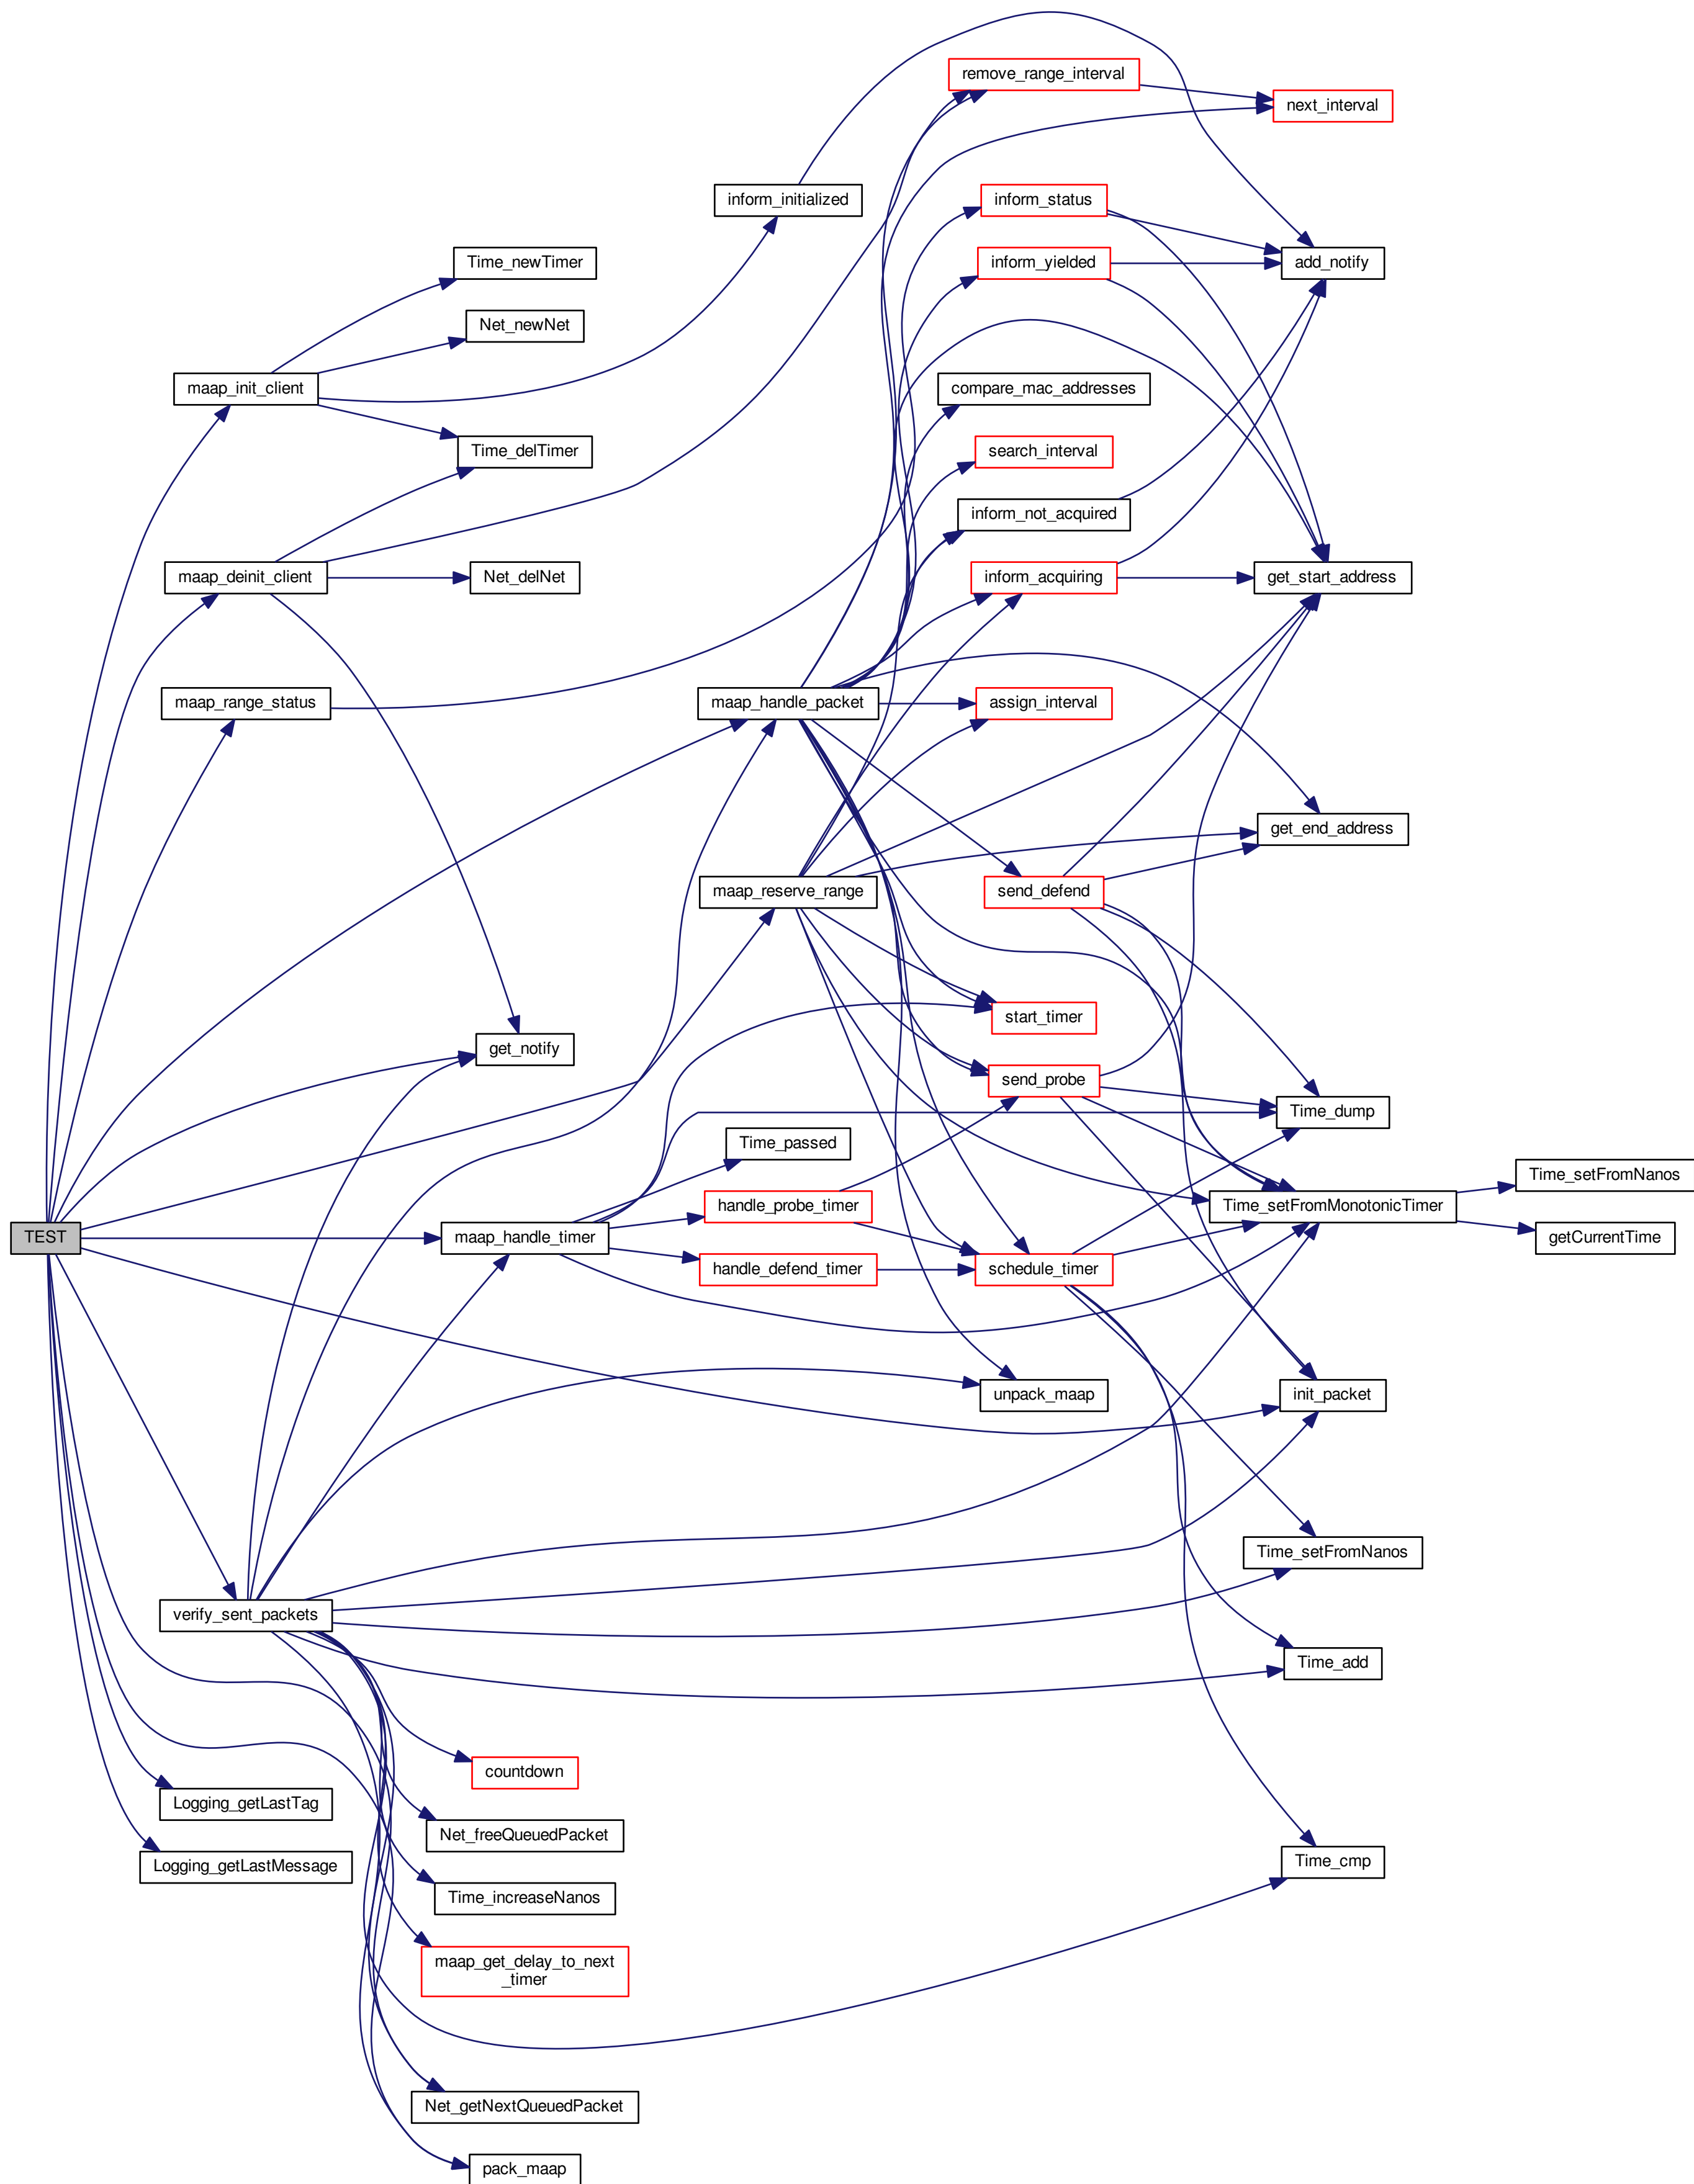 remove_range_interval
next_interval
inform_initialized
inform_status
Time_newTimer
inform_yielded
add_notify
Net_newNet
maap_init_client
compare_mac_addresses
Time_delTimer
search_interval
inform_not_acquired
maap_deinit_client
Net_delNet
inform_acquiring
get_start_address
maap_range_status
maap_handle_packet
assign_interval
get_end_address
maap_reserve_range
send_defend
start_timer
get_notify
send_probe
Time_dump
Time_passed
Time_setFromNanos
handle_probe_timer
Time_setFromMonotonicTimer
TEST
maap_handle_timer
getCurrentTime
handle_defend_timer
schedule_timer
unpack_maap
init_packet
Time_setFromNanos
verify_sent_packets
Time_add
countdown
Logging_getLastTag
Net_freeQueuedPacket
Logging_getLastMessage
Time_cmp
Time_increaseNanos
maap_get_delay_to_next
_timer
Net_getNextQueuedPacket
pack_maap